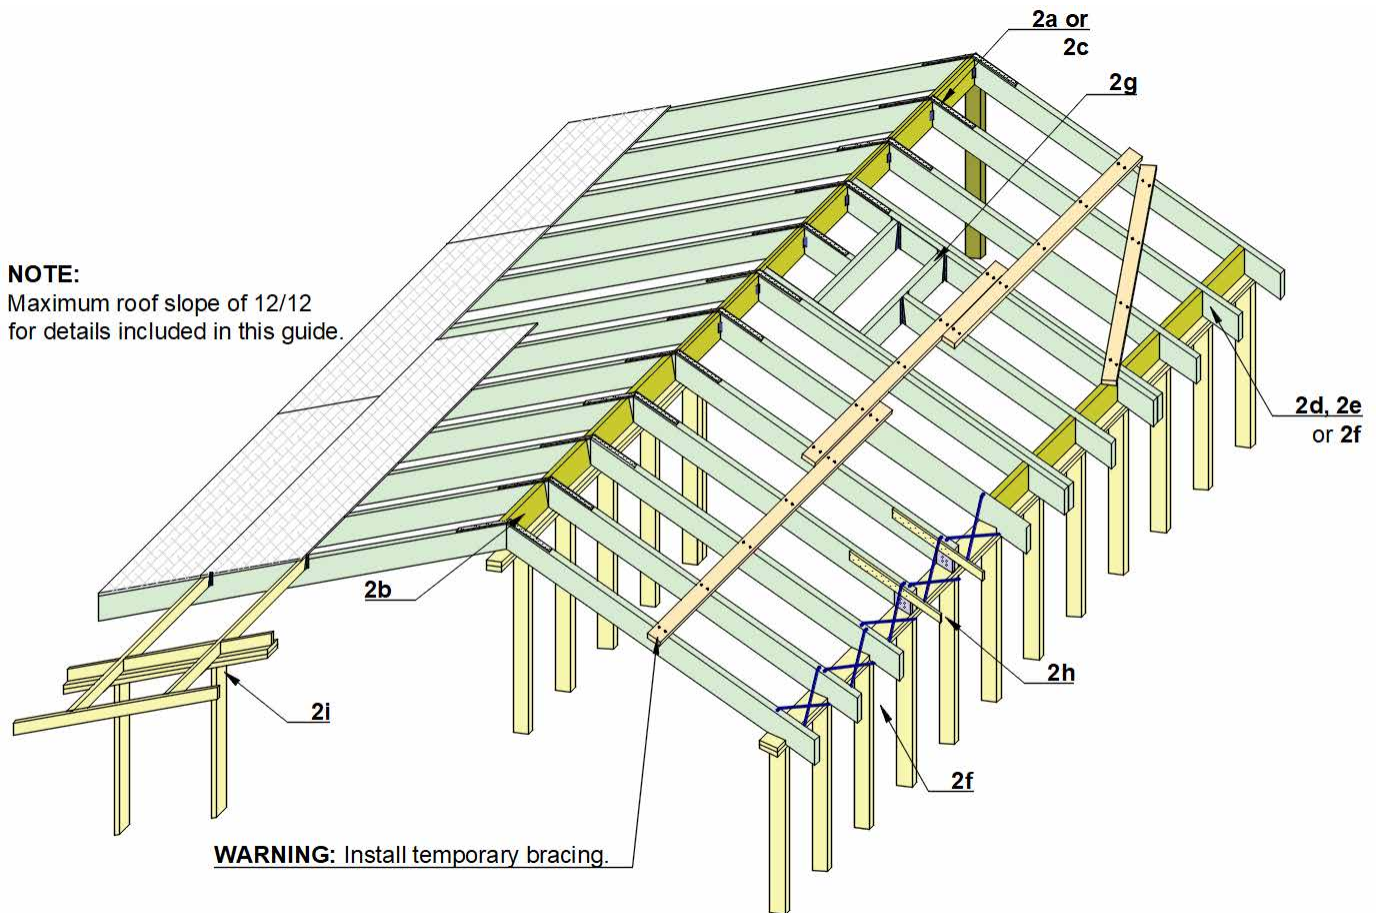 2a or
2c
2g
NOTE:
Maximum roof slope of 12/12
for details included in this guide.
2d, 2e
or 2f
2b
2h
2i
2f
WARNING: Install temporary bracing.